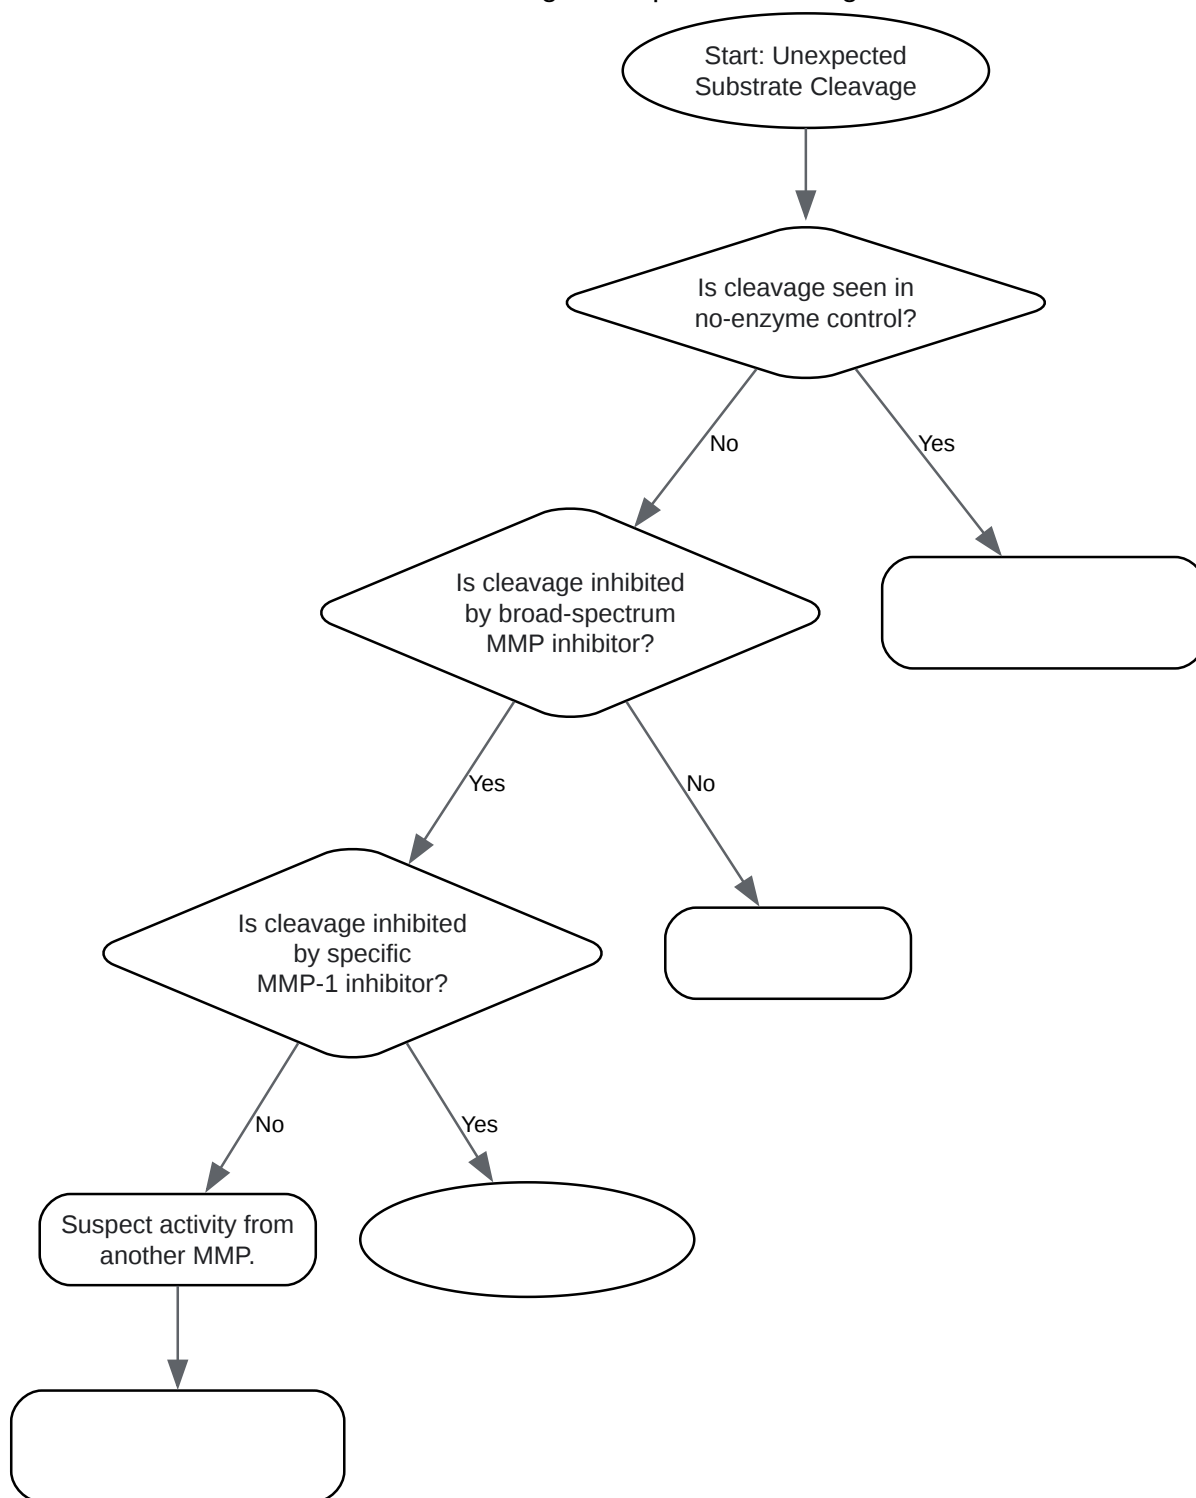 Start: Unexpected
Substrate Cleavage
Is cleavage seen in
no-enzyme control?
No
Yes
Is cleavage inhibited
by broad-spectrum
MMP inhibitor?
Yes
No
Is cleavage inhibited
by specific
MMP-1 inhibitor?
No
Yes
Suspect activity from
another MMP.